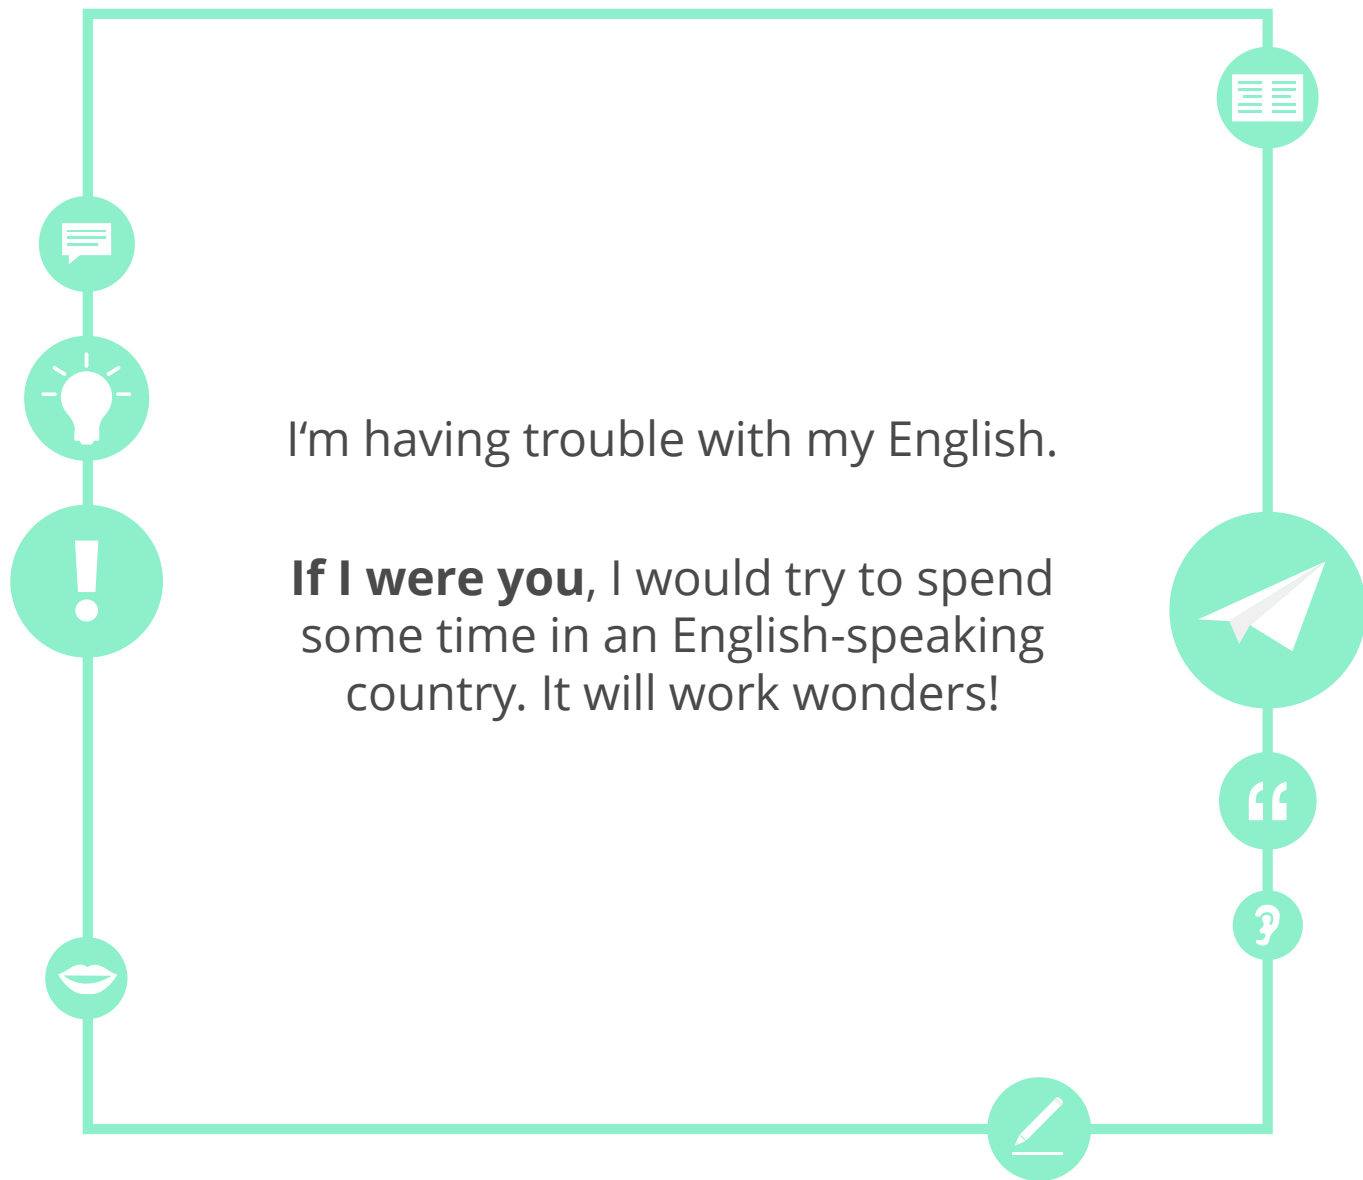 I‘m having trouble with my English.
If I were you, I would try to spend
some time in an English-speaking
country. It will work wonders!